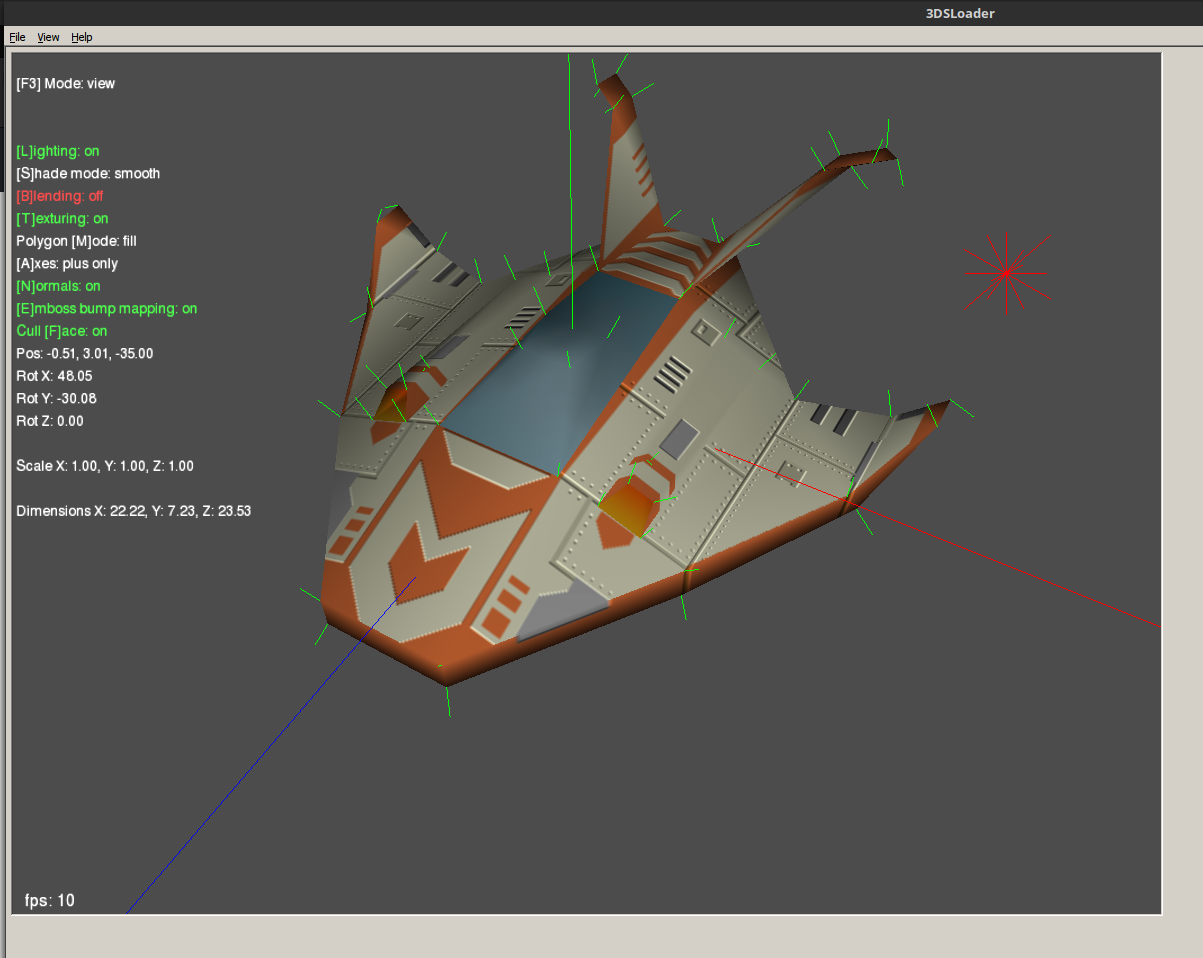 3DSLoader
File View Help
[F3] Mode: view
[L]ighting: on
[S]hade mode: smooth
[B]lending: off
[T]exturing: on
Polygon [M]ode: fill
[A]xes: plus only
[N]ormals: on
[E]mboss bump mapping: on
Cull [F]ace: on
Pos: -0.51, 3.01, -35.00
Rot X: 48.05
Rot Y: -30.08
Rot Z: 0.00
Scale X: 1.00, Y: 1.00, Z: 1.00
Dimensions X: 22.22, Y: 7.23, Z: 23.53
fps: 10